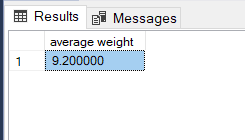 Results Messages
average weight
1 9.200000